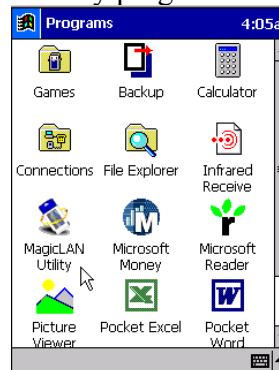 Programs 4:05a
Games Backup Calculator
Connections File Explorer Infrared
Receive
MagicLAN Microsoft Microsoft
Utility Money Reader
Picture Pocket Excel Pocket
Viewer Word